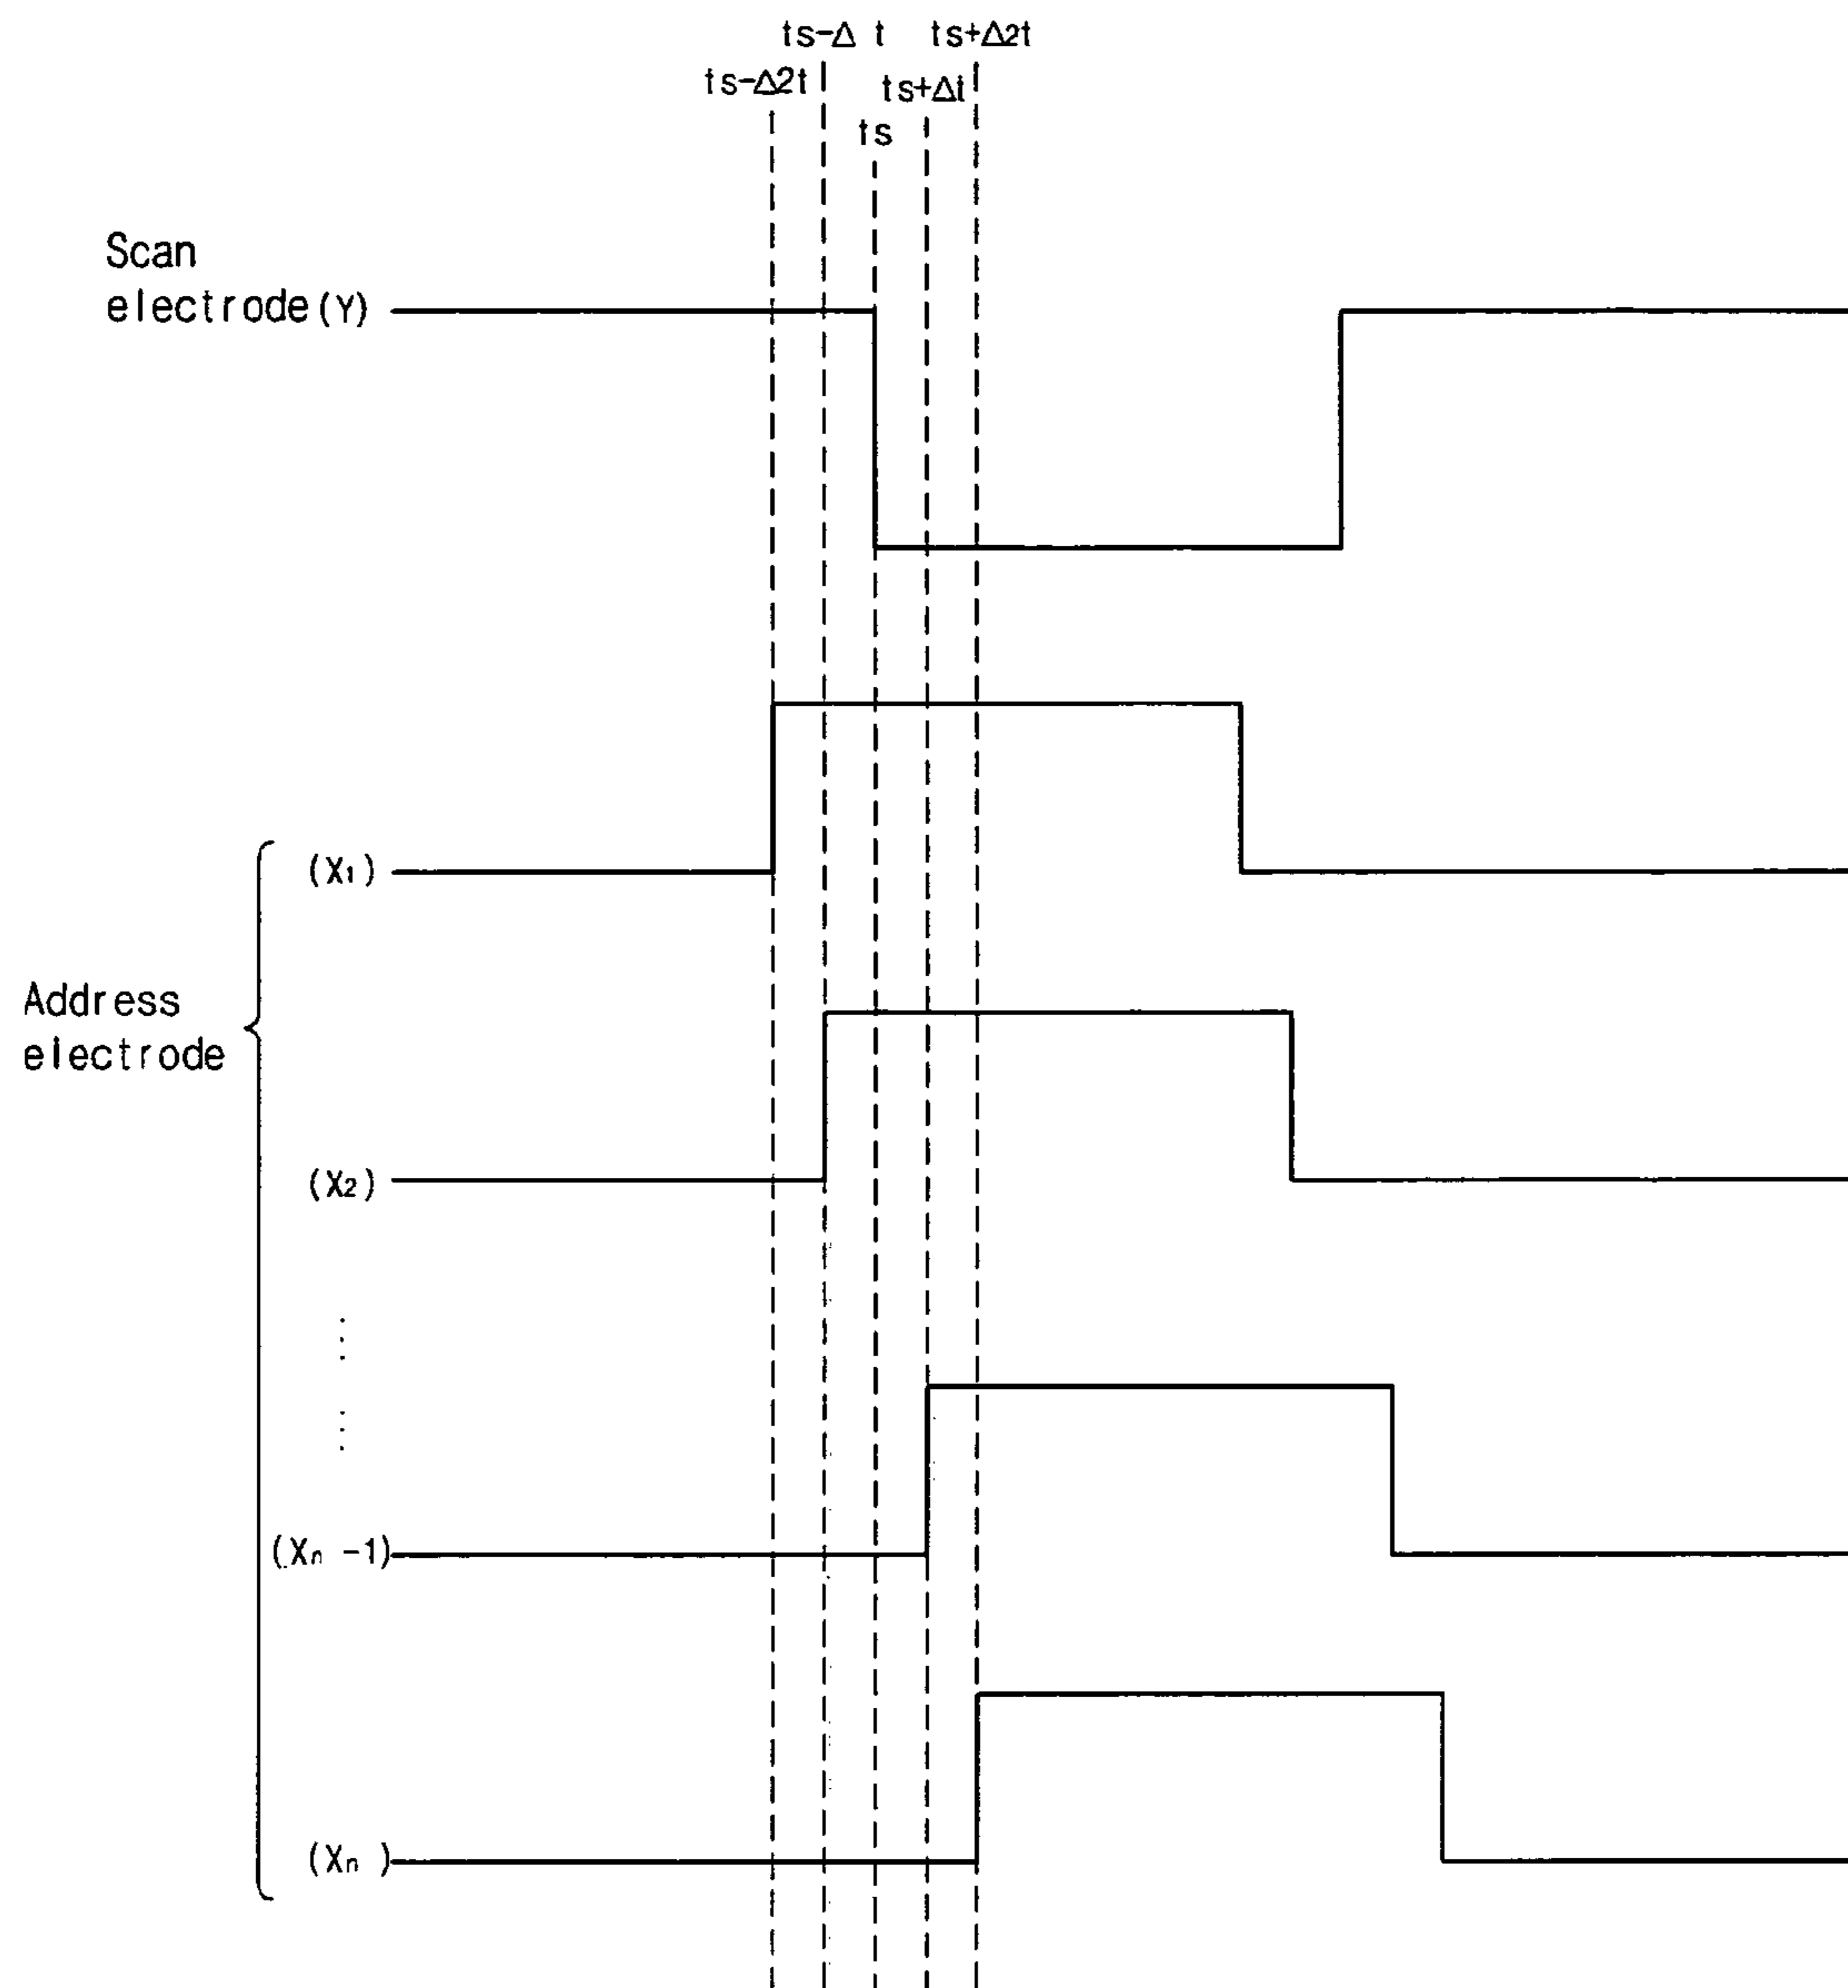 ts-Δ t ts+Δ2t
ts-Δ2t ts+Δt
ts
Scan
electrode(Y)
(X1)
Address
electrode
(X2)
(Xn -1)
(Xn )